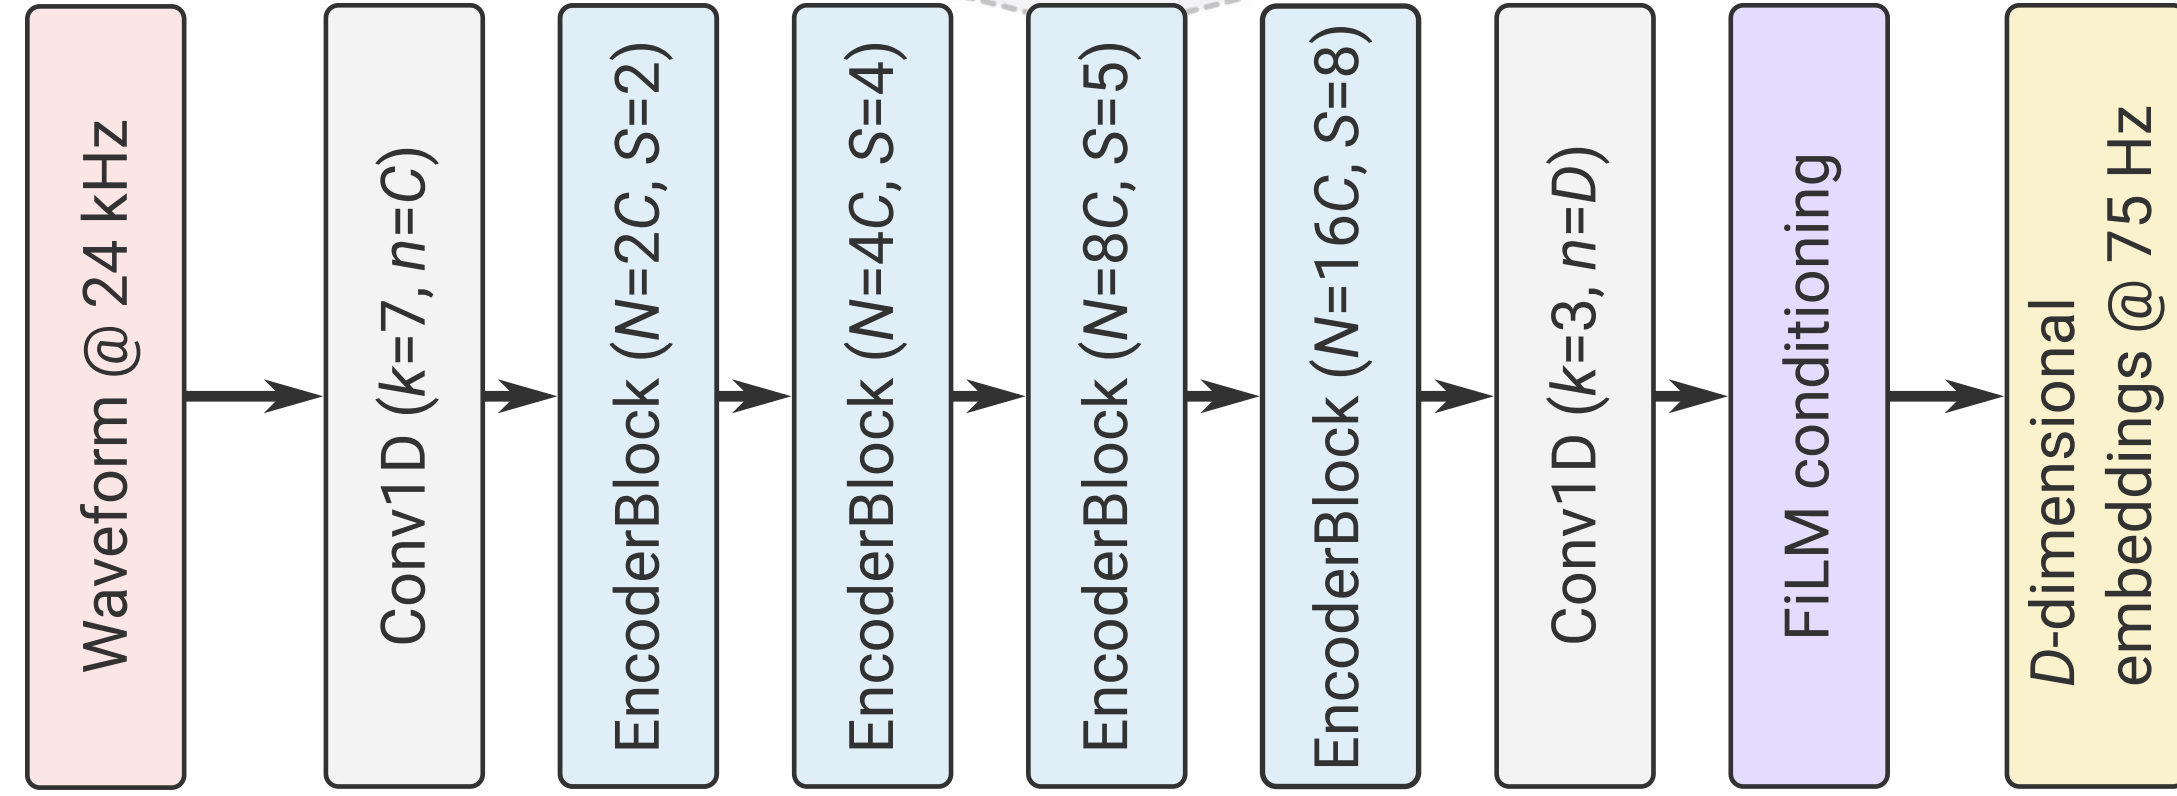 Waveform @ 24 kHz
Conv1D (k=7, n=C)
EncoderBlock (N=2C, S=2)
EncoderBlock (N=4C, S=4)
EncoderBlock (N=8C, S=5)
EncoderBlock (N=16C, S=8)
Conv1D (k=3, n=D)
FiLM conditioning
D-dimensional
embeddings @ 75 Hz